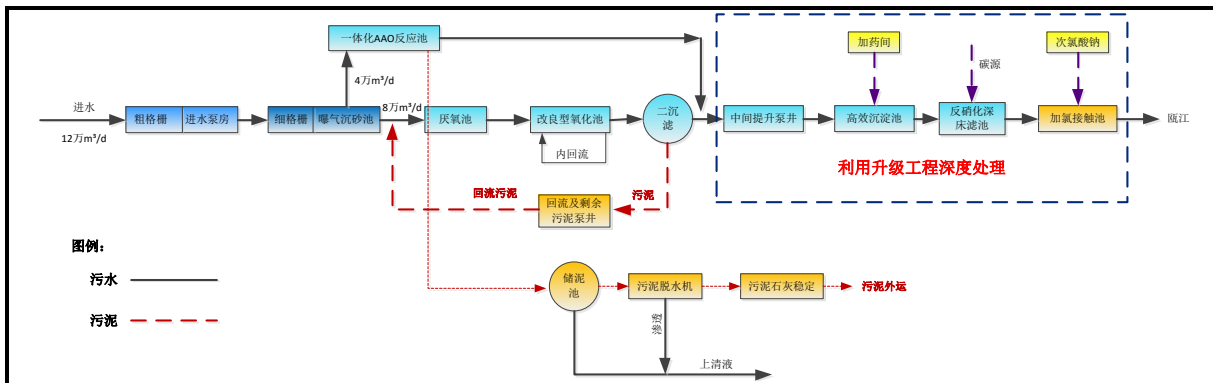 一体化AAO反应池
加药间
次氯酸钠
4万m³/d
碳源
进水
8万m³/d
粗格栅
进水泵房
细格栅
曝气沉砂池
厌氧池
改良型氧化池
二沉
滤
中间提升泵井
高效沉淀池
反硝化深
床滤池
加氯接触池
瓯江
12万m³/d
内回流
利用升级工程深度处理
回流污泥
污泥
回流及剩余
污泥泵井
图例：
污水
污泥
储泥
池
污泥脱水机
污泥石灰稳定
污泥外运
渗透
上清液